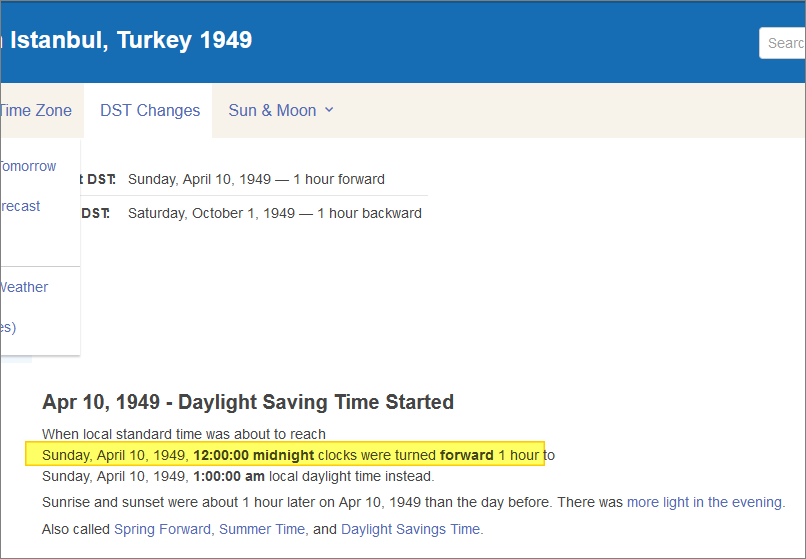 Istanbul, Turkey 1949
Searc
Time Zone
DST Changes
Sun & Moon
Tomorrow
t DST: Sunday, April 10, 1949 — 1 hour forward
recast
DST: Saturday, October 1, 1949 — 1 hour backward
Weather
es)
Apr 10, 1949 - Daylight Saving Time Started
When local standard time was about to reach
Sunday, April 10, 1949, 12:00:00 midnight clocks were turned forward 1 hour to
Sunday, April 10, 1949, 1:00:00 am local daylight time instead.
Sunrise and sunset were about 1 hour later on Apr 10, 1949 than the day before. There was more light in the evening.
Also called Spring Forward, Summer Time, and Daylight Savings Time.